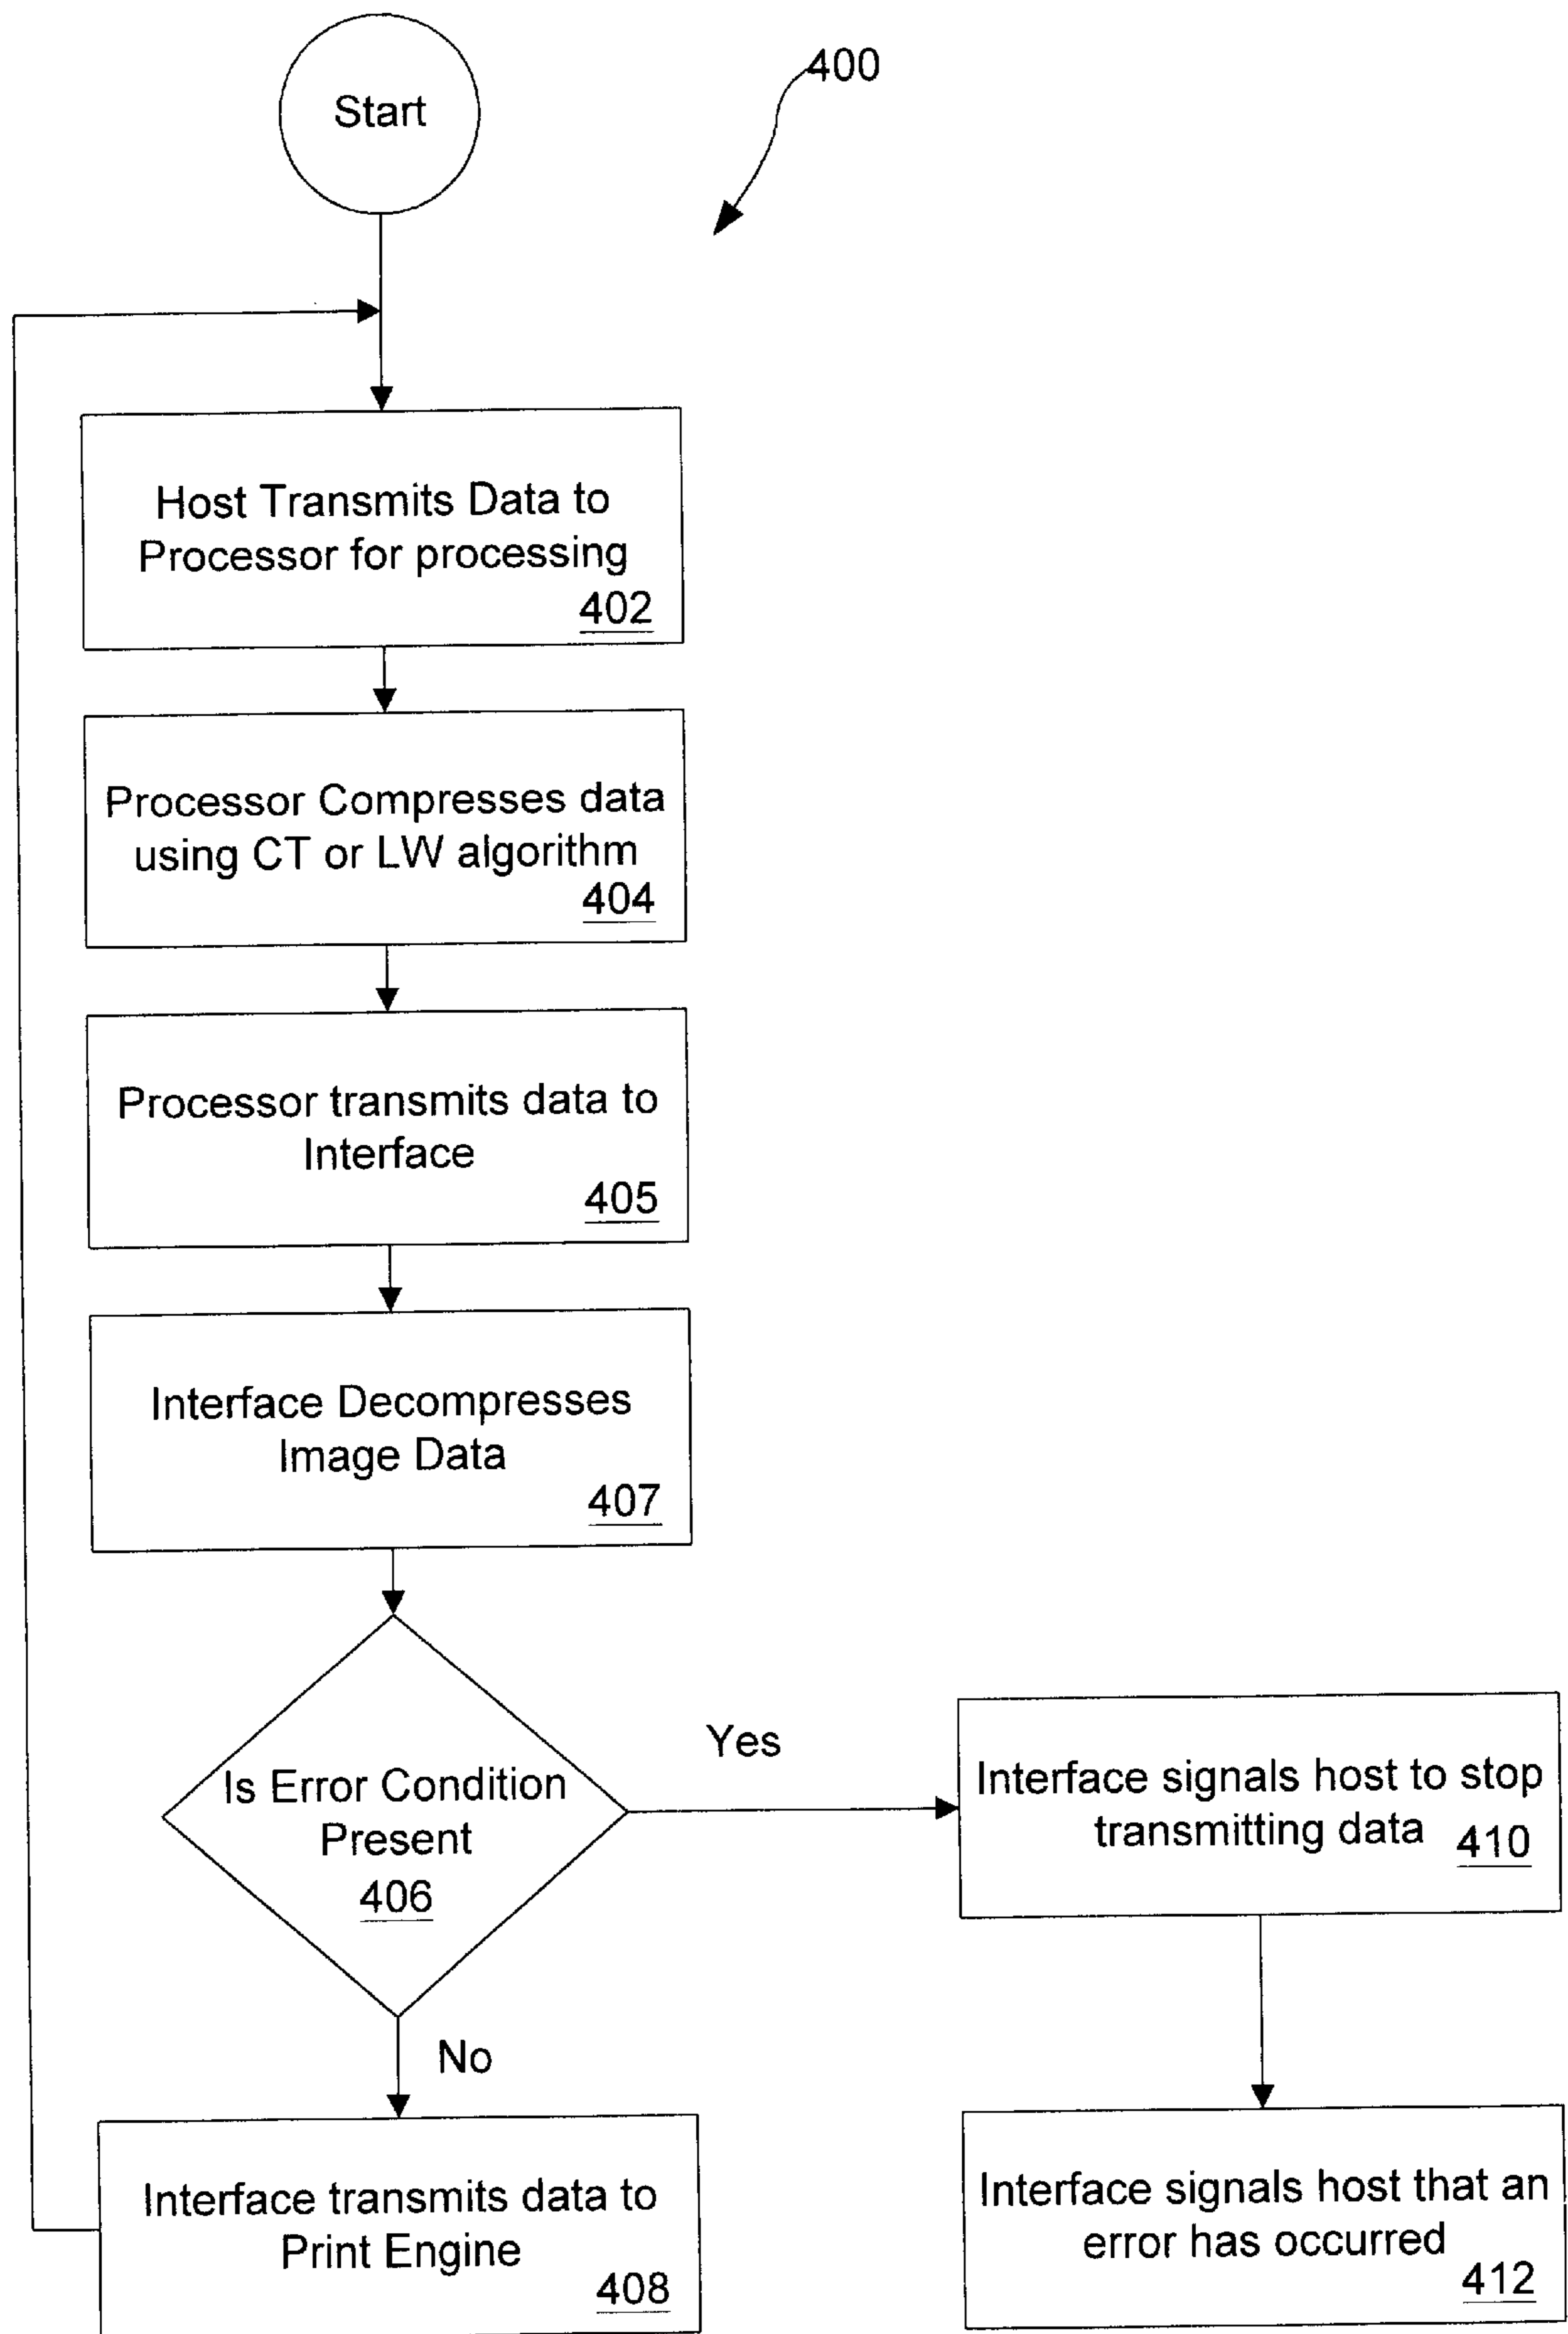 Start
400
Host Transmits Data to
Processor for processing
402
Processor Compresses data
using CT or LW algorithm
404
Processor transmits data to
Interface
405
Interface Decompresses
Image Data
407
Is Error Condition
Present
406
Yes
Interface signals host to stop
transmitting data 410
No
Interface transmits data to
Print Engine
408
Interface signals host that an
error has occurred
412